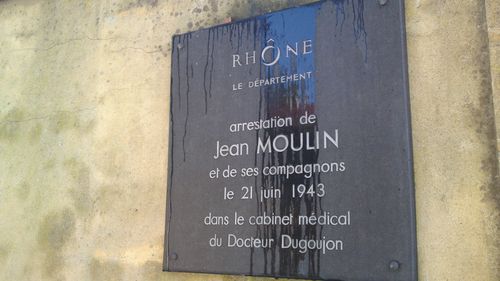 RHÔNE
LE DÉPARTEMENT
arrestation de
Jean MOULIN
et de ses compagnons
le 21 juin 1943
dans le cabinet médical
du Docteur Dugoujon